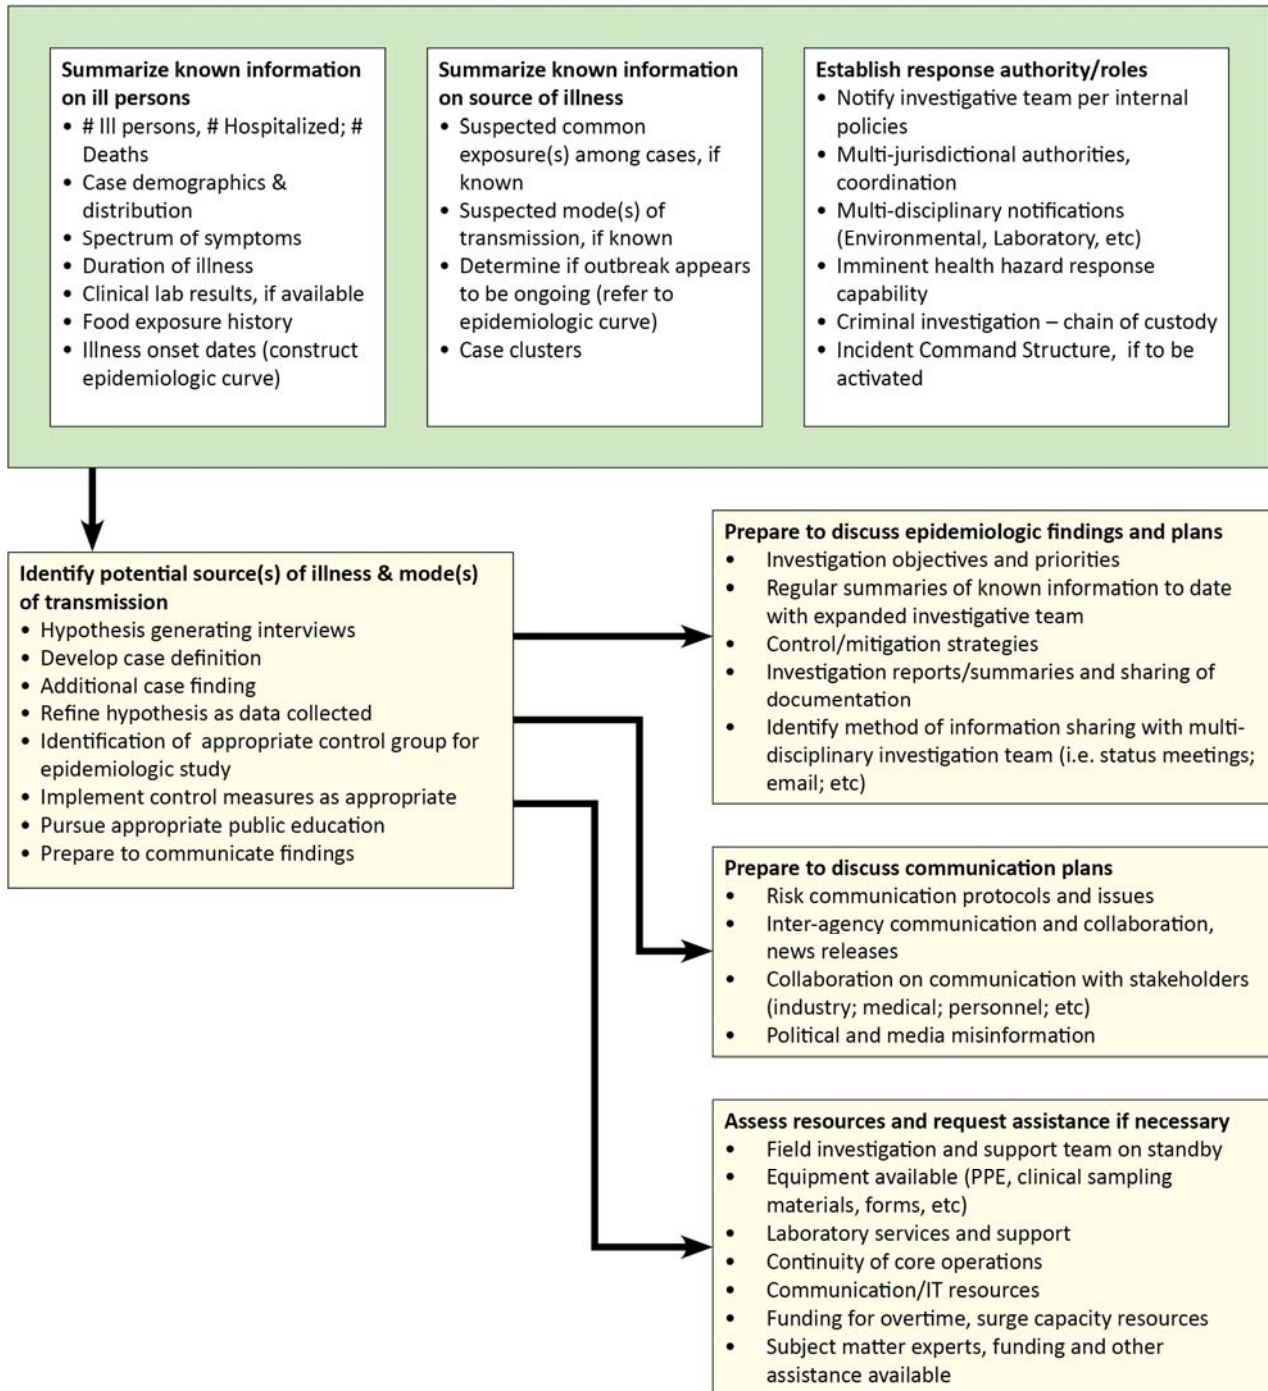 Summarize known information
on ill persons
• # Ill persons, # Hospitalized; #
Deaths
• Case demographics &
distribution
• Spectrum of symptoms
• Duration of illness
• Clinical lab results, if available
• Food exposure history
• Illness onset dates (construct
epidemiologic curve)
Summarize known information
on source of illness
• Suspected common
exposure(s) among cases, if
known
• Suspected mode(s) of
transmission, if known
• Determine if outbreak appears
to be ongoing (refer to
epidemiologic curve)
• Case clusters
Establish response authority/roles
• Notify investigative team per internal
policies
• Multi-jurisdictional authorities,
coordination
• Multi-disciplinary notifications
(Environmental, Laboratory, etc)
• Imminent health hazard response
capability
• Criminal investigation – chain of custody
• Incident Command Structure, if to be
activated
Identify potential source(s) of illness & mode(s)
of transmission
• Hypothesis generating interviews
• Develop case definition
• Additional case finding
• Refine hypothesis as data collected
• Identification of appropriate control group for
epidemiologic study
• Implement control measures as appropriate
• Pursue appropriate public education
• Prepare to communicate findings
Prepare to discuss epidemiologic findings and plans
• Investigation objectives and priorities
• Regular summaries of known information to date
with expanded investigative team
• Control/mitigation strategies
• Investigation reports/summaries and sharing of
documentation
• Identify method of information sharing with multi-
disciplinary investigation team (i.e. status meetings;
email; etc)
Prepare to discuss communication plans
• Risk communication protocols and issues
• Inter-agency communication and collaboration,
news releases
• Collaboration on communication with stakeholders
(industry; medical; personnel; etc)
• Political and media misinformation
Assess resources and request assistance if necessary
• Field investigation and support team on standby
• Equipment available (PPE, clinical sampling
materials, forms, etc)
• Laboratory services and support
• Continuity of core operations
• Communication/IT resources
• Funding for overtime, surge capacity resources
• Subject matter experts, funding and other
assistance available